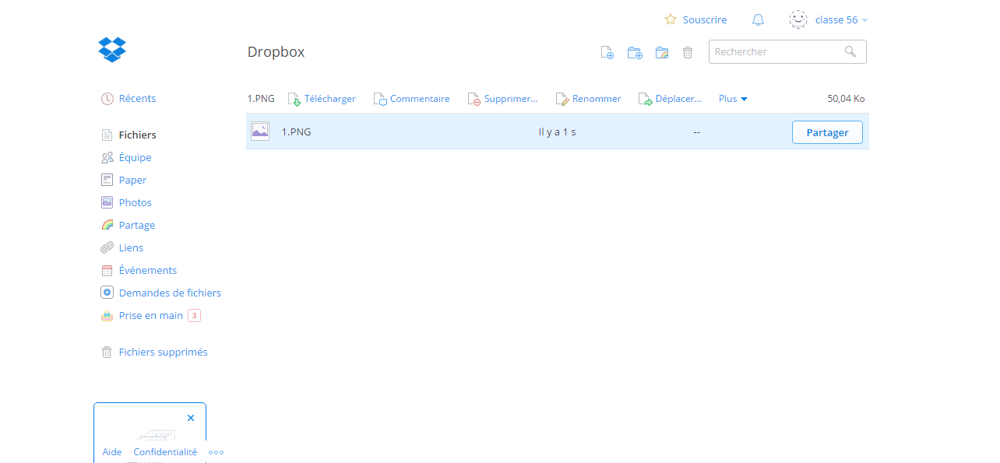 Souscrire classe 56
Dropbox Rechercher
Récents
1.PNG Télécharger Commentaire Supprimer... Renommer Déplacer... Plus 50,04 Ko
1.PNG Il y a 1 s -- Partager
Fichiers
Équipe
Paper
Photos
Partage
Liens
Événements
Demandes de fichiers
Prise en main 3
Fichiers supprimés
Aide Confidentialité